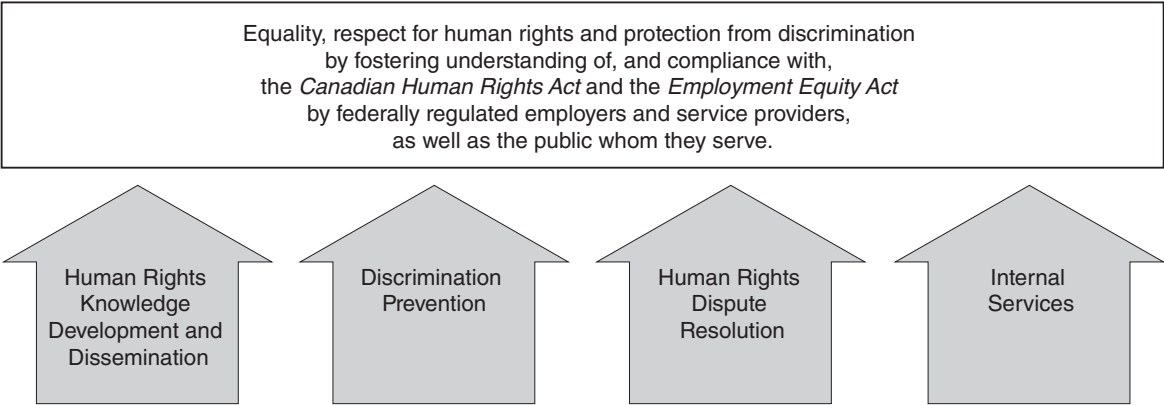 Equality, respect for human rights and protection from discrimination
by fostering understanding of, and compliance with,
the Canadian Human Rights Act and the Employment Equity Act
by federally regulated employers and service providers,
as well as the public whom they serve.
Human Rights
Knowledge
Development and
Dissemination
Discrimination
Prevention
Human Rights
Dispute
Resolution
Internal
Services